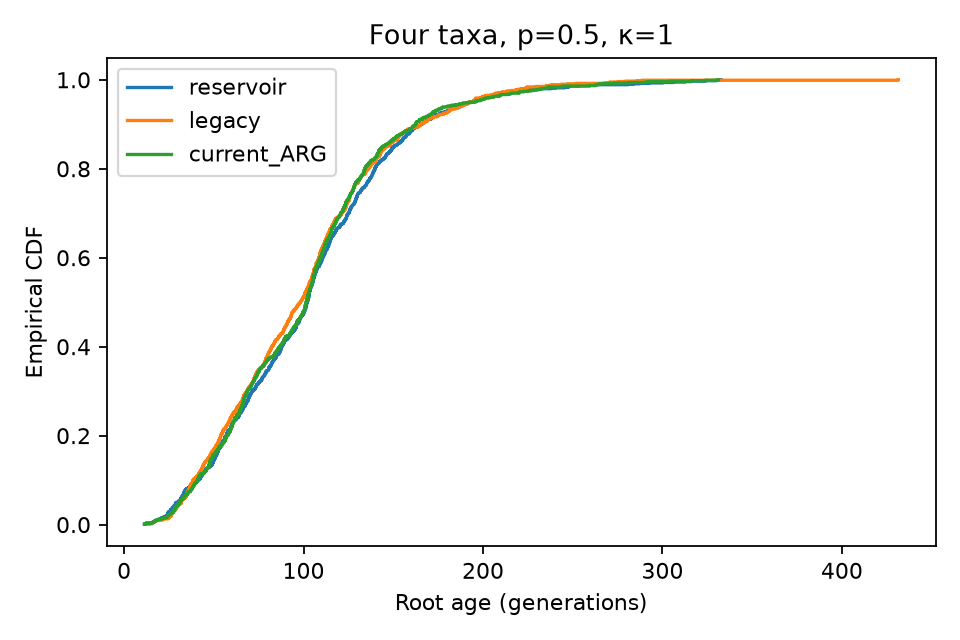 Four taxa, p=0.5, κ=1
reservoir
legacy
current_ARG
Empirical CDF
1.0
0.8
0.6
0.4
0.2
0.0
0 100 200 300 400
Root age (generations)